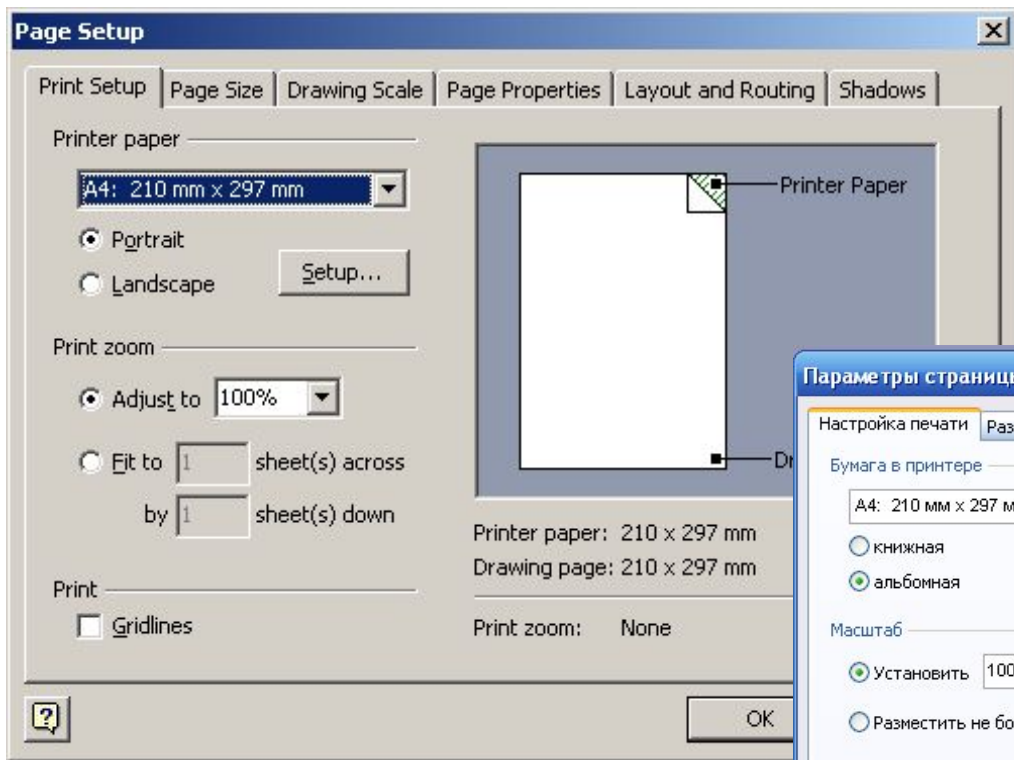 Page Setup
Print Setup Page Size Drawing Scale Page Properties Layout and Routing Shadows
Printer paper
A4: 210 mm x 297 mm
Portrait
Landscape
Setup...
Print zoom
Adjust to 100%
Fit to 1 sheet(s) across
by 1 sheet(s) down
Print
Gridlines
Printer Paper
Printer paper: 210 x 297 mm
Drawing page: 210 x 297 mm
Print zoom: None
OK
Параметры страницы
Настройка печати
Бумага в принтере
A4: 210 мм x 297
книжная
альбомная
Масштаб
Установить 100
Разместить не